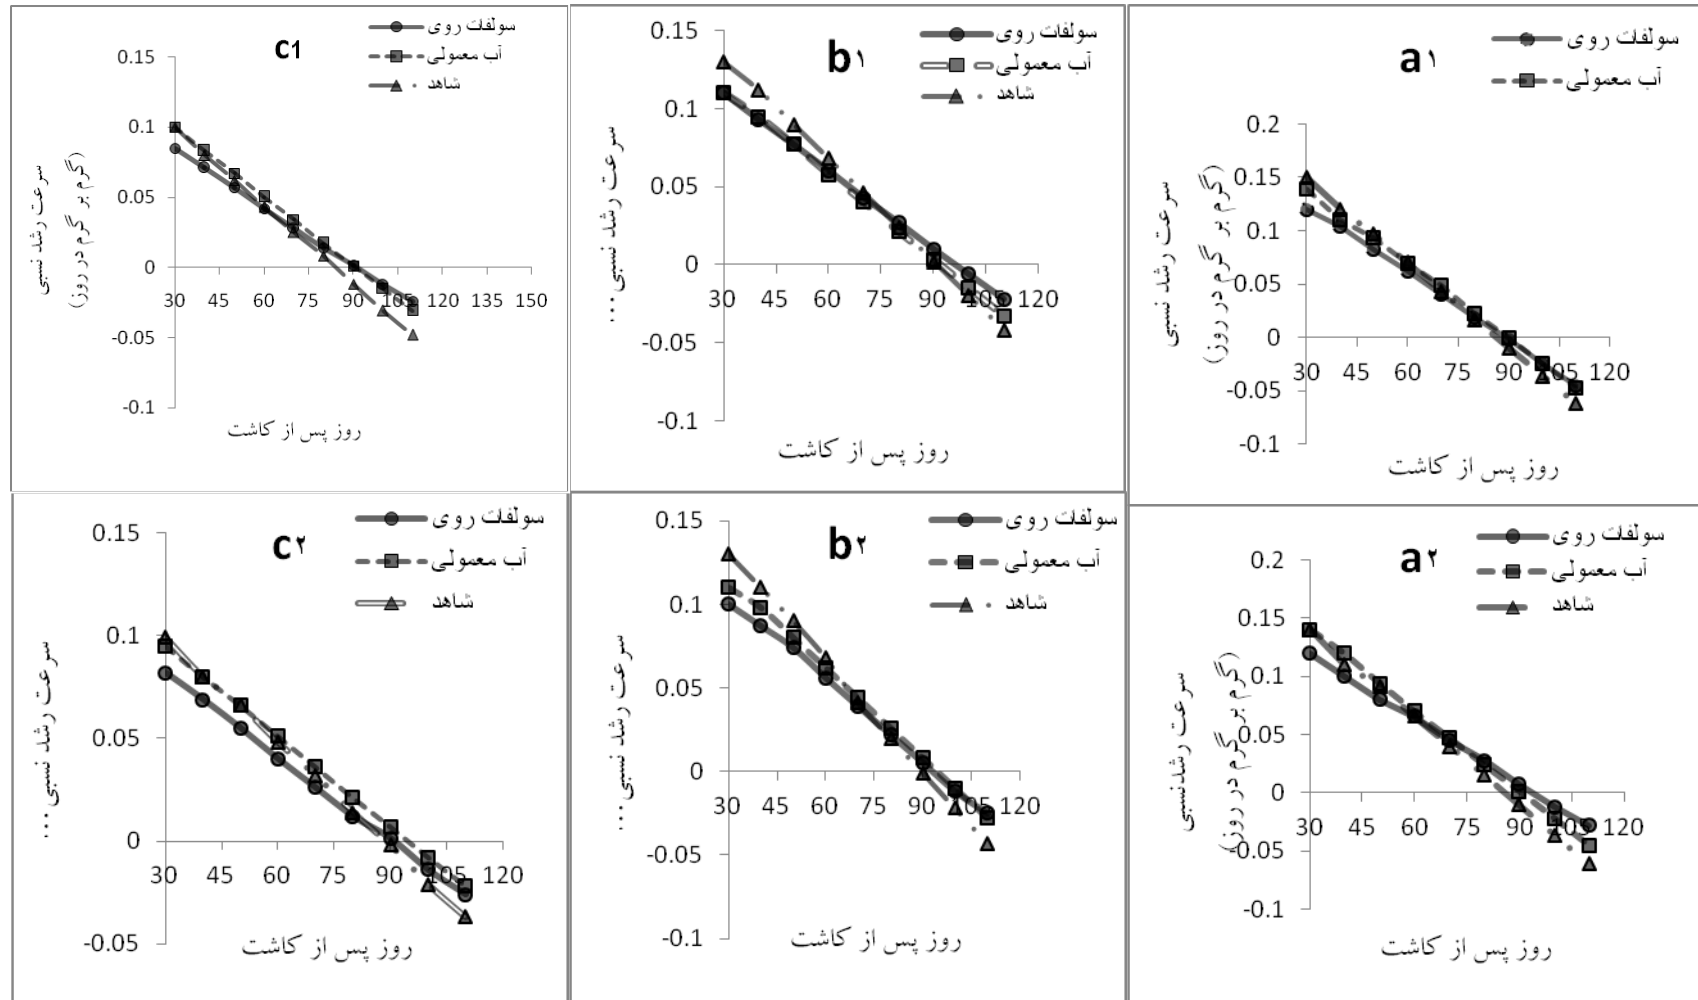 c1
سولفات روی
آب معمولی
شاهد
0.15
0.1
0.05
0
-0.05
-0.1
30 45 60 75 90 105 120 135 150
سرعت رشد نسبی
(گرم بر گرم در روز)
روز پس از کاشت
b۱
سولفات روی
آب معمولی
شاهد
0.15
0.1
0.05
0
-0.05
-0.1
30 45 60 75 90 105 120
سرعت رشد نسبی...
روز پس از کاشت
a۱
سولفات روی
آب معمولی
0.2
0.15
0.1
0.05
0
-0.05
-0.1
30 45 60 75 90 105 120
سرعت رشد نسبی
(گرم بر گرم در روز)
روز پس از کاشت
c۲
سولفات روی
آب معمولی
شاهد
0.15
0.1
0.05
0
-0.05
30 45 60 75 90 105 120
سرعت رشد نسبی...
روز پس از کاشت
b۲
سولفات روی
آب معمولی
شاهد
0.15
0.1
0.05
0
-0.05
-0.1
30 45 60 75 90 105 120
سرعت رشد نسبی...
روز پس از کاشت
a۲
سولفات روی
آب معمولی
شاهد
0.2
0.15
0.1
0.05
0
-0.05
-0.1
30 45 60 75 90 105 120
سرعت رشدنسبی
(گرم بر گرم در روز)
روز پس از کاشت